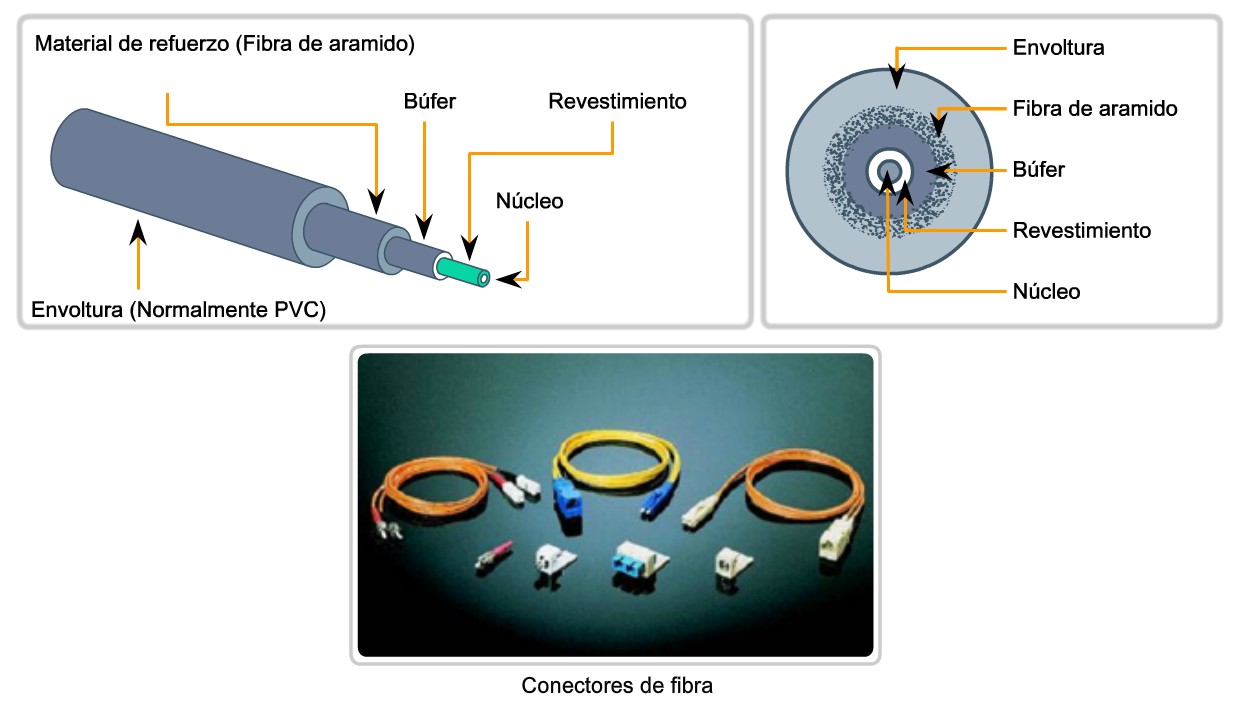 Material de refuerzo (Fibra de aramido)
Búfer
Revestimiento
Núcleo
Envoltura (Normalmente PVC)
Envoltura
Fibra de aramido
Búfer
Revestimiento
Núcleo
Conectores de fibra